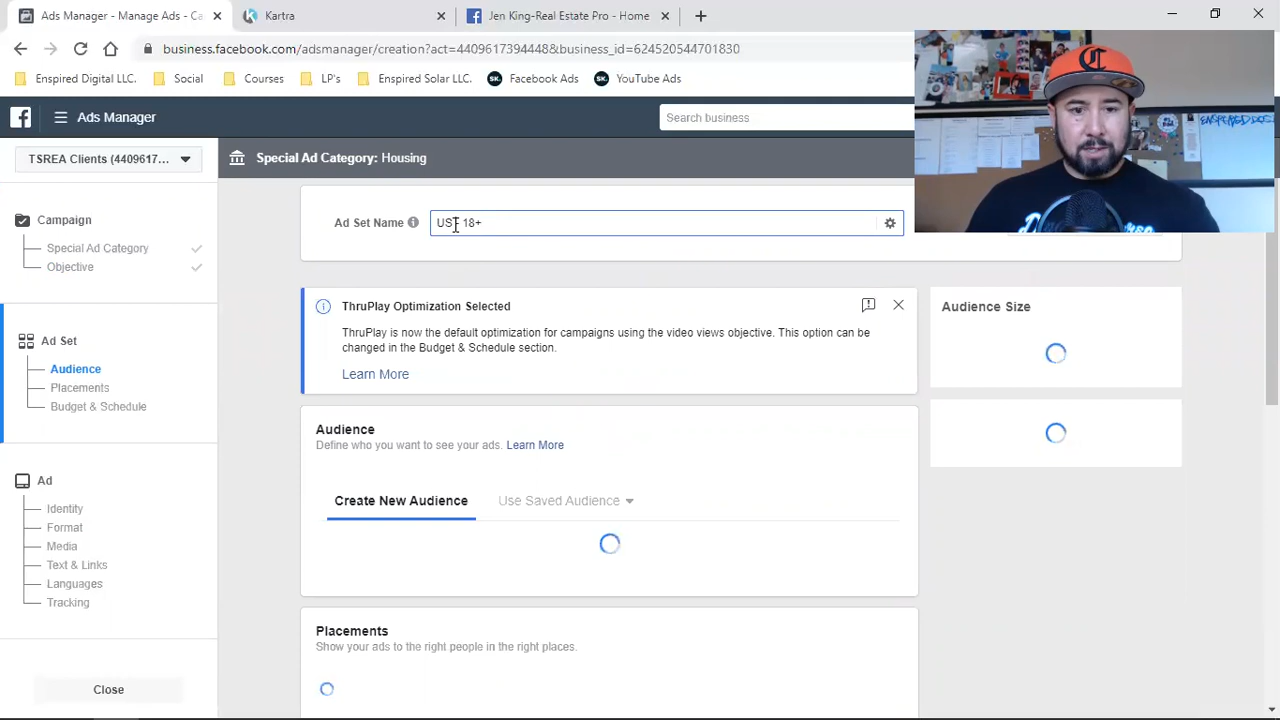 Ads Manager - Manage Ads - Ca
Kartra
Jen King-Real Estate Pro - Home
business.facebook.com/adsmanager/creation?act=440961739448&business_id=624520544701830
Enspired Digital LLC.
Social
Courses
LP's
Enspired Solar LLC.
SK. Facebook Ads
SK. YouTube Ads
Ads Manager
Search business
TSREA Clients (4409617...
Special Ad Category: Housing
Campaign
Special Ad Category
Objective
Ad Set Name
US - 18+
ThruPlay Optimization Selected
ThruPlay is now the default optimization for campaigns using the video views objective. This option can be
changed in the Budget & Schedule section.
Learn More
Audience Size
Ad Set
Audience
Placements
Budget & Schedule
Audience
Define who you want to see your ads. Learn More
Create New Audience
Use Saved Audience
Ad
Identity
Format
Media
Text & Links
Languages
Tracking
Placements
Show your ads to the right people in the right places.
Close